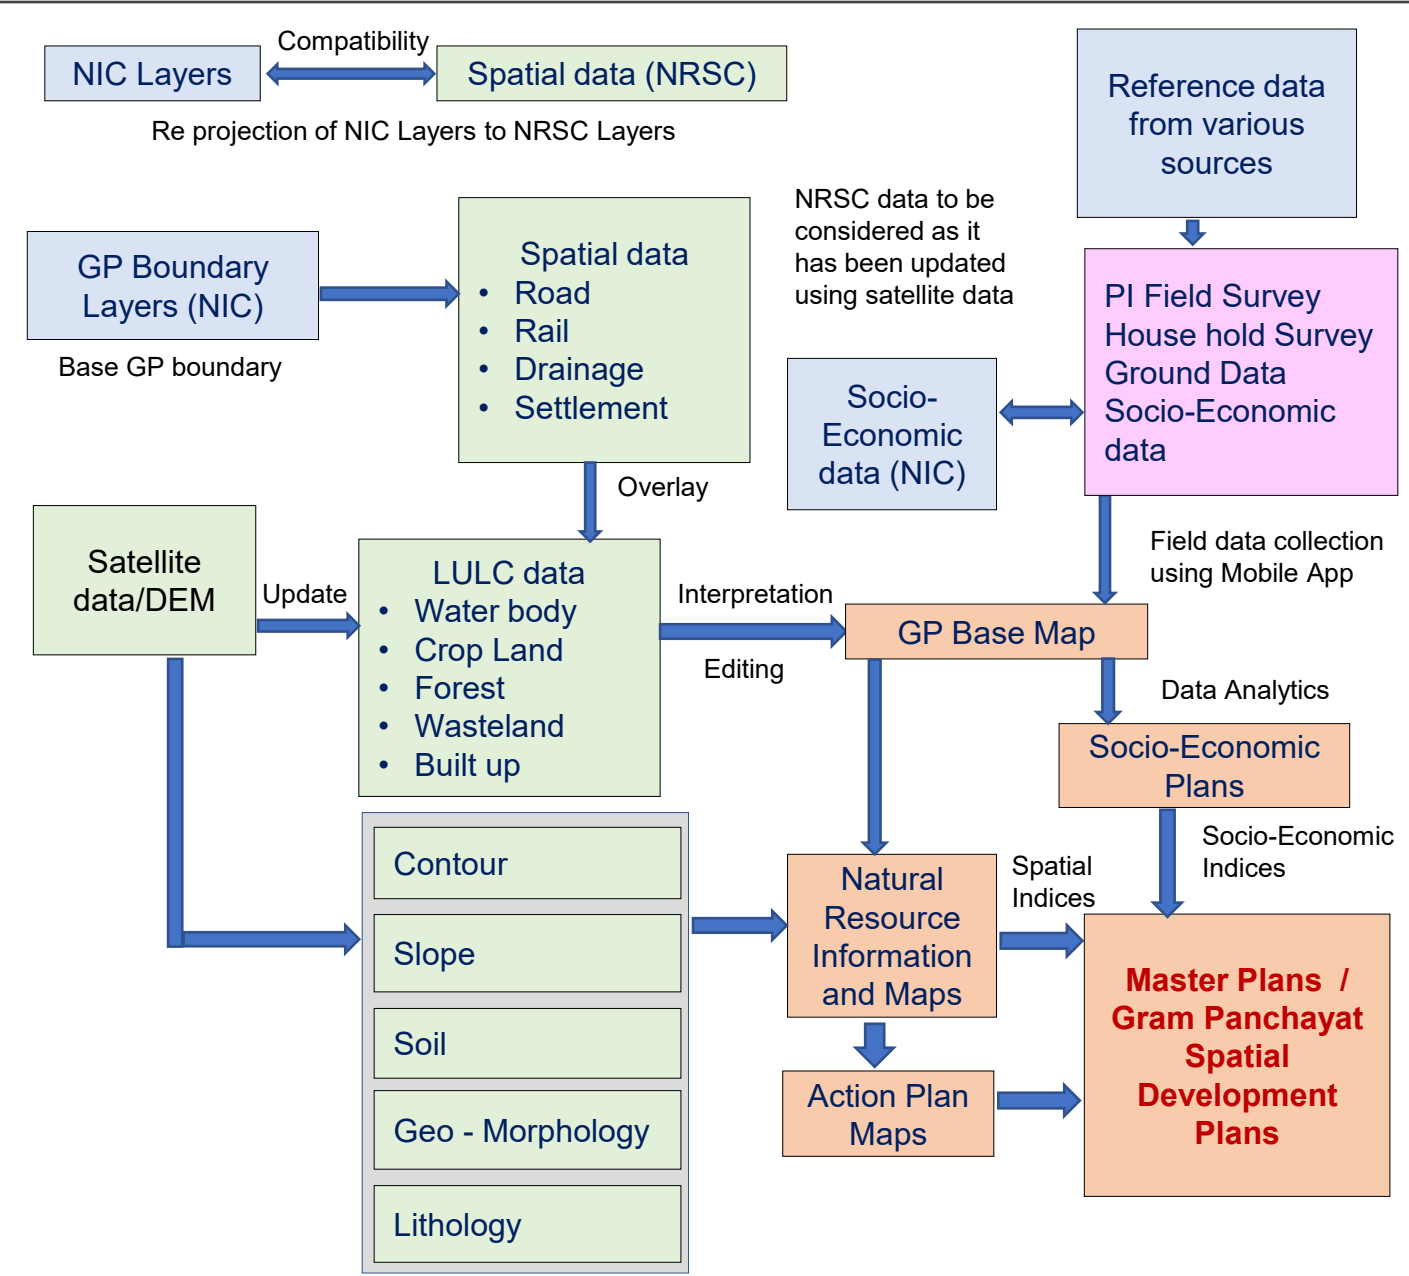 Compatibility
NIC Layers
Spatial data (NRSC)
Re projection of NIC Layers to NRSC Layers
Reference data
from various
sources
NRSC data to be
considered as it
has been updated
using satellite data
GP Boundary
Layers (NIC)
Base GP boundary
Spatial data
• Road
• Rail
• Drainage
• Settlement
PI Field Survey
House hold Survey
Ground Data
Socio-Economic
data
Socio-
Economic
data (NIC)
Overlay
Field data collection
using Mobile App
Satellite
data/DEM
Update
LULC data
• Water body
• Crop Land
• Forest
• Wasteland
• Built up
Interpretation
Editing
GP Base Map
Data Analytics
Socio-Economic
Plans
Socio-Economic
Indices
Contour
Slope
Soil
Geo - Morphology
Lithology
Natural
Resource
Information
and Maps
Spatial
Indices
Action Plan
Maps
Master Plans /
Gram Panchayat
Spatial
Development
Plans